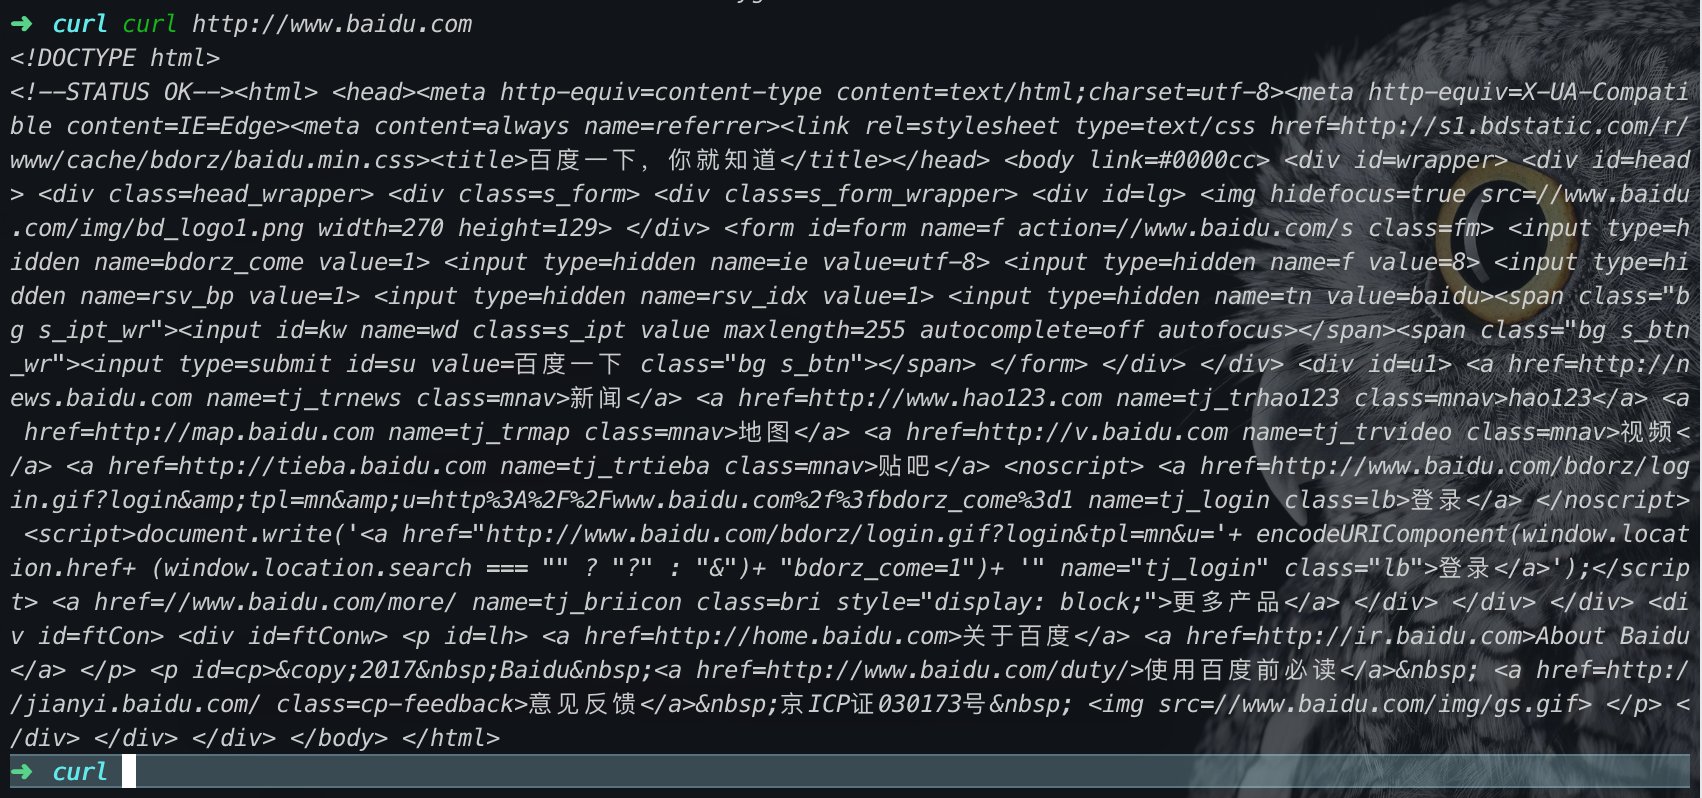 ➜ curl curl http://www.baidu.com
<!DOCTYPE html>
<!--STATUS OK--><html> <head><meta http-equiv=content-type content=text/html;charset=utf-8><meta http-equiv=X-UA-Compati
ble content=IE=Edge><meta content=always name=referrer><link rel=stylesheet type=text/css href=http://s1.bdstatic.com/r/
www/cache/bdorz/baidu.min.css><title>百度一下，你就知道</title></head> <body link=#0000cc> <div id=wrapper> <div id=head
> <div class=head_wrapper> <div class=s_form> <div class=s_form_wrapper> <div id=lg> <img hidefocus=true src=//www.baidu
.com/img/bd_logo1.png width=270 height=129> </div> <form id=form name=f action=//www.baidu.com/s class=fm> <input type=h
idden name=bdorz_come value=1> <input type=hidden name=ie value=utf-8> <input type=hidden name=f value=8> <input type=hi
dden name=rsv_bp value=1> <input type=hidden name=rsv_idx value=1> <input type=hidden name=tn value=baidu><span class="b
g s_ipt_wr"><input id=kw name=wd class=s_ipt value maxlength=255 autocomplete=off autofocus></span><span class="bg s_btn
_wr"><input type=submit id=su value=百度一下 class="bg s_btn"></span> </form> </div> </div> <div id=u1> <a href=http://n
ews.baidu.com name=tj_trnews class=mnav>新闻</a> <a href=http://www.hao123.com name=tj_trhao123 class=mnav>hao123</a> <a
 href=http://map.baidu.com name=tj_trmap class=mnav>地图</a> <a href=http://v.baidu.com name=tj_trvideo class=mnav>视频<
/a> <a href=http://tieba.baidu.com name=tj_trtieba class=mnav>贴吧</a> <noscript> <a href=http://www.baidu.com/bdorz/log
in.gif?login&amp;tpl=mn&amp;u=http%3A%2F%2Fwww.baidu.com%2f%3fbdorz_come%3d1 name=tj_login class=lb>登录</a> </noscript>
 <script>document.write('<a href="http://www.baidu.com/bdorz/login.gif?login&tpl=mn&u='+ encodeURIComponent(window.locat
ion.href+ (window.location.search === "" ? "?" : "&")+ "bdorz_come=1")+ '" name="tj_login" class="lb">登录</a>');</scrip
t> <a href=//www.baidu.com/more/ name=tj_briicon class=bri style="display: block;">更多产品</a> </div> </div> </div> <di
v id=ftCon> <div id=ftConw> <p id=lh> <a href=http://home.baidu.com>关于百度</a> <a href=http://ir.baidu.com>About Baidu
</a> </p> <p id=cp>&copy;2017&nbsp;Baidu&nbsp;<a href=http://www.baidu.com/duty/>使用百度前必读</a>&nbsp; <a href=http:/
/jianyi.baidu.com/ class=cp-feedback>意见反馈</a>&nbsp;京ICP证030173号&nbsp; <img src=//www.baidu.com/img/gs.gif> </p> <
/div> </div> </div> </body> </html>
➜ curl